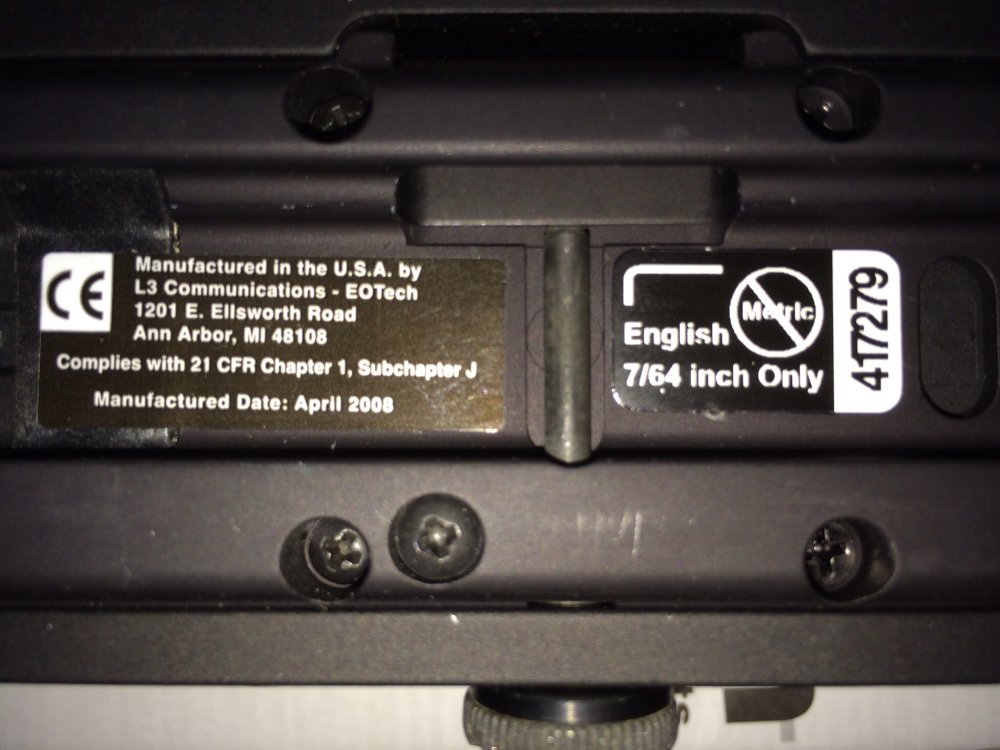 CE
Manufactured in the U.S.A. by
L3 Communications - EOTech
1201 E. Ellsworth Road
Ann Arbor, MI 48108
Complies with 21 CFR Chapter 1, Subchapter J
Manufactured Date: April 2008
Metric
English
7/64 inch Only
417279